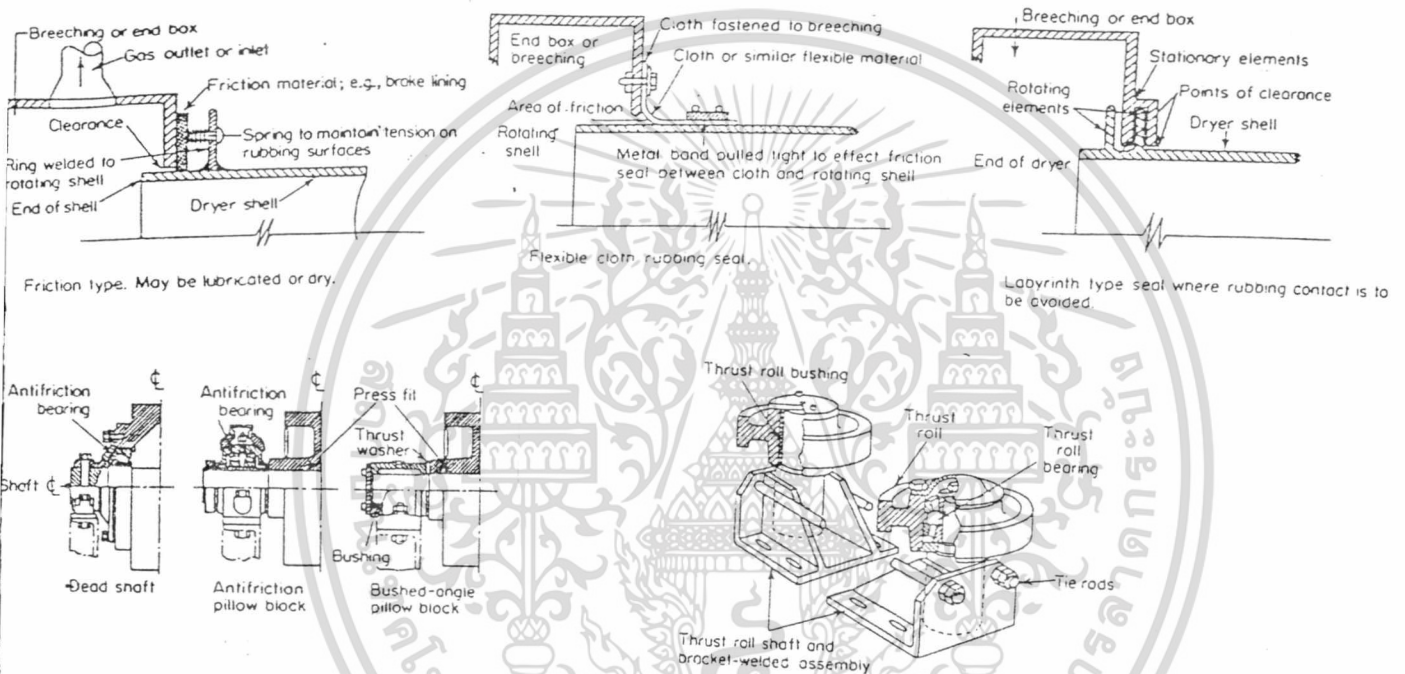 Breeching or end box
Gas outlet or inlet
Friction material; e.g., brake lining
Clearance
Spring to maintain tension on
rubbing surfaces
Ring welded to
rotating shell
End of shell
Dryer shell
Friction type. May be lubricated or dry.
Cloth fastened to breeching
End box or
breeching
Cloth or similar flexible material
Area of friction
Rotating
shell
Metal band pulled tight to effect friction
seal between cloth and rotating shell
Flexible cloth rubbing seal.
Breeching or end box
Stationary elements
Rotating
elements
Points of clearance
Dryer shell
End of dryer
Labyrinth type seal where rubbing contact is to
be avoided.
Antifriction
bearing
℄
Shaft ℄
Dead shaft
Antifriction
bearing
℄
Press fit
Antifriction
pillow block
Thrust
washer
℄
Bushing
Bushed-angle
pillow block
Thrust roll bushing
Thrust
roll
Thrust
roll
bearing
Tie rods
Thrust roll shaft and
bracket-welded assembly